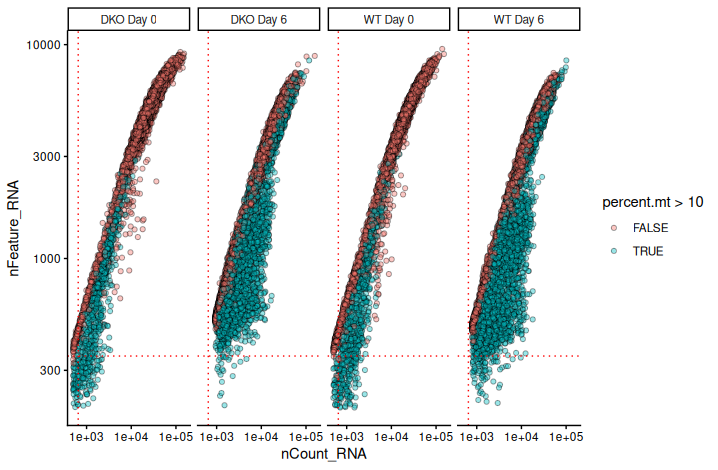 DKO Day 0
DKO Day 6
WT Day 0
WT Day 6
10000
3000
1000
300
nFeature_RNA
1e+03 1e+04 1e+05
1e+03 1e+04 1e+05
1e+03 1e+04 1e+05
1e+03 1e+04 1e+05
nCount_RNA
percent.mt > 10
FALSE
TRUE